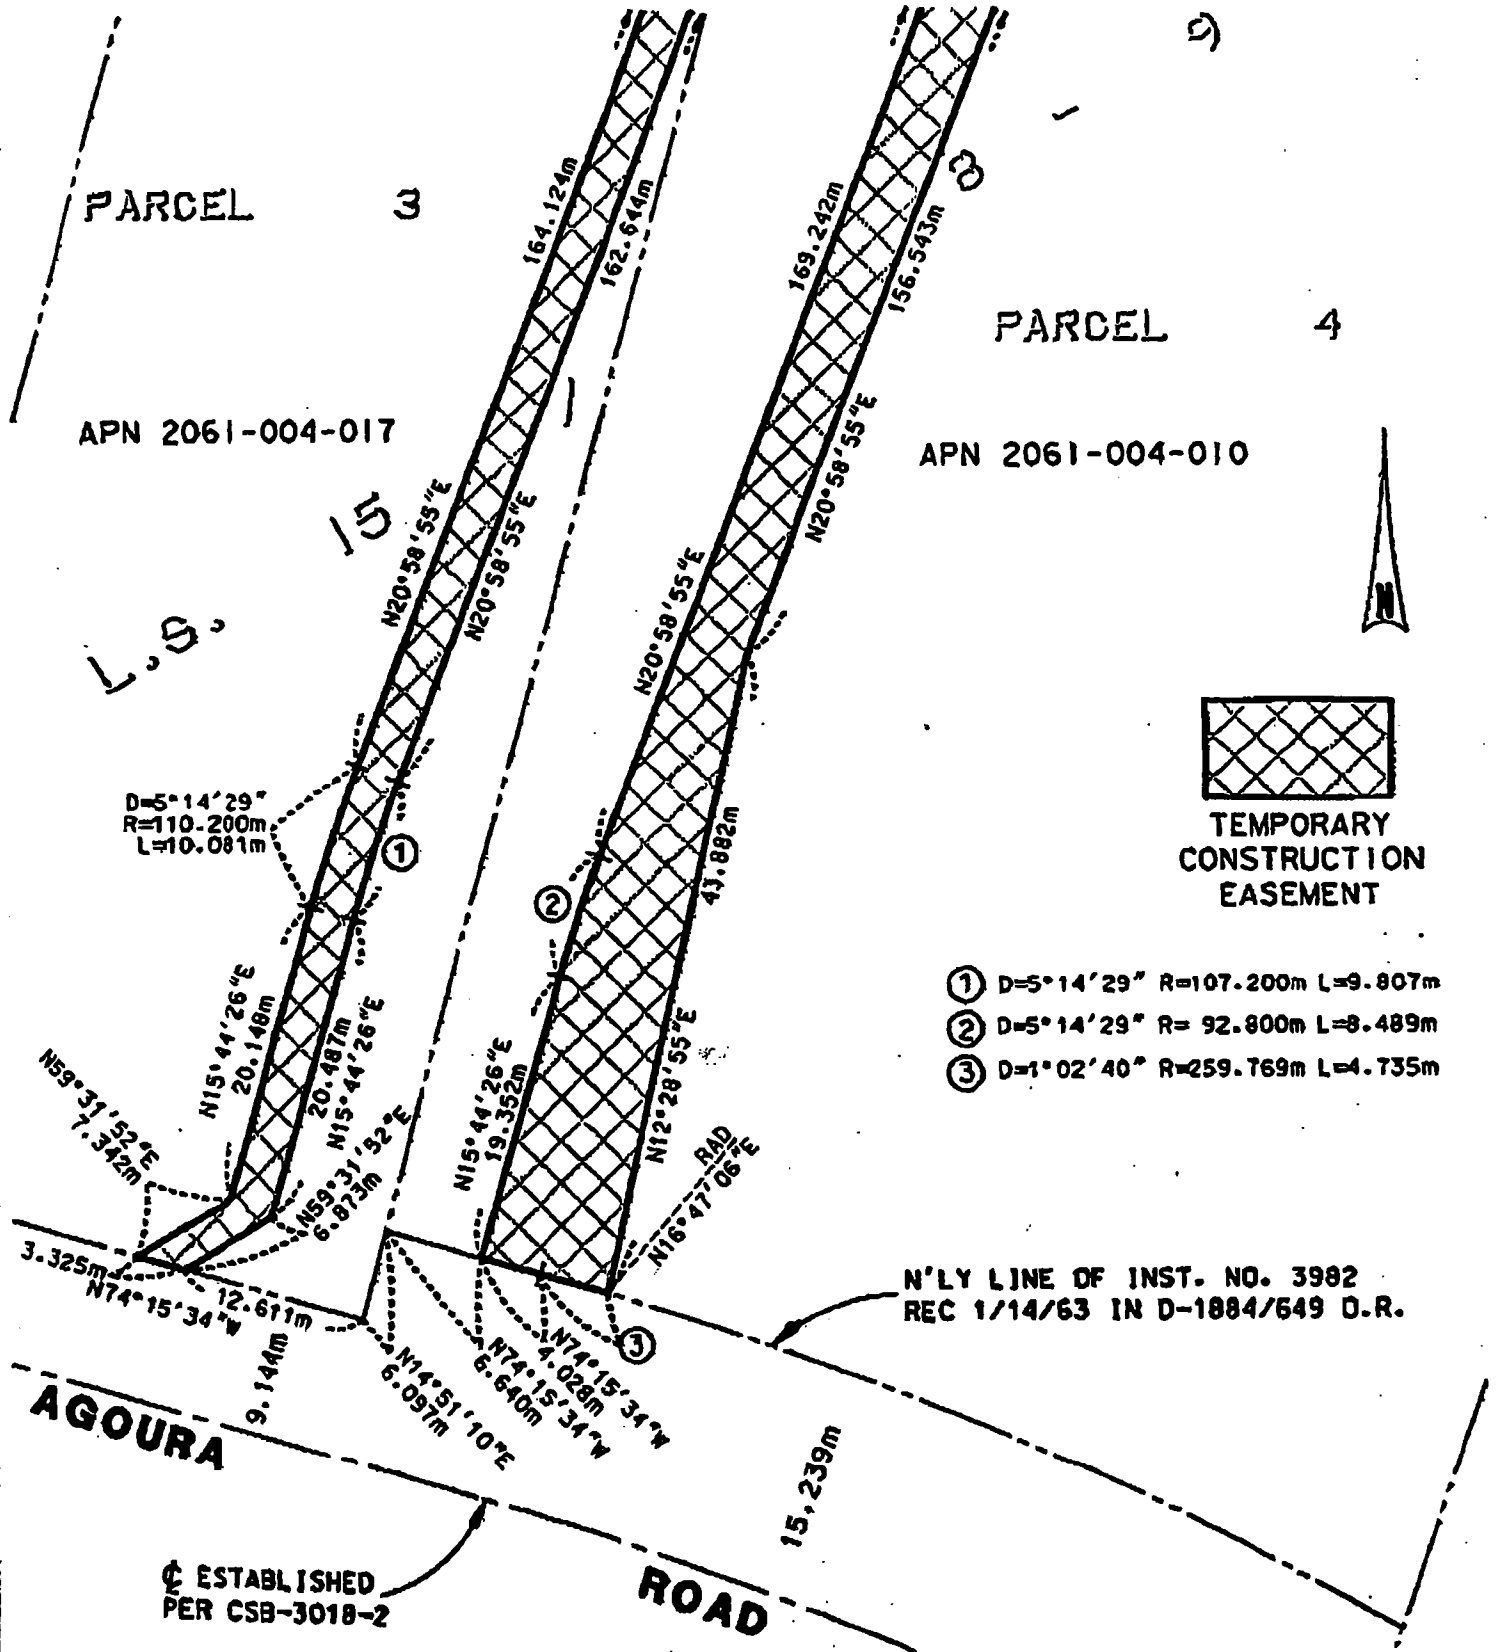 9
164.124m
162.644m
8
169.242m
156.543m
PARCEL 3
PARCEL 4
APN 2061-004-017
APN 2061-004-010
N20°58'55"E
N20°58'55"E
N20°58'55"E
N20°58'55"E
15
L.S.
N
TEMPORARY
CONSTRUCTION
EASEMENT
D=5°14'29"
R=110.200m
L=10.081m
1
2
43.882m
1 D=5°14'29" R=107.200m L=9.807m
2 D=5°14'29" R= 92.800m L=8.489m
3 D=1°02'40" R=259.769m L=4.735m
N15°44'26"E
20.148m
20.487m
N15°44'26"E
N15°44'26"E
19.352m
N12°28'55"E
N59°31'52"E
7.342m
N59°31'52"E
6.873m
RAD
N16°47'06"E
3.325m
N74°15'34"W
12.611m
9.144m
N14°51'10"E
6.097m
N74°15'34"W
6.640m
N74°15'34"W
4.028m
3
N'LY LINE OF INST. NO. 3982
REC 1/14/63 IN D-1884/649 O.R.
15.239m
AGOURA
ROAD
℄ ESTABLISHED
PER CSB-3018-2